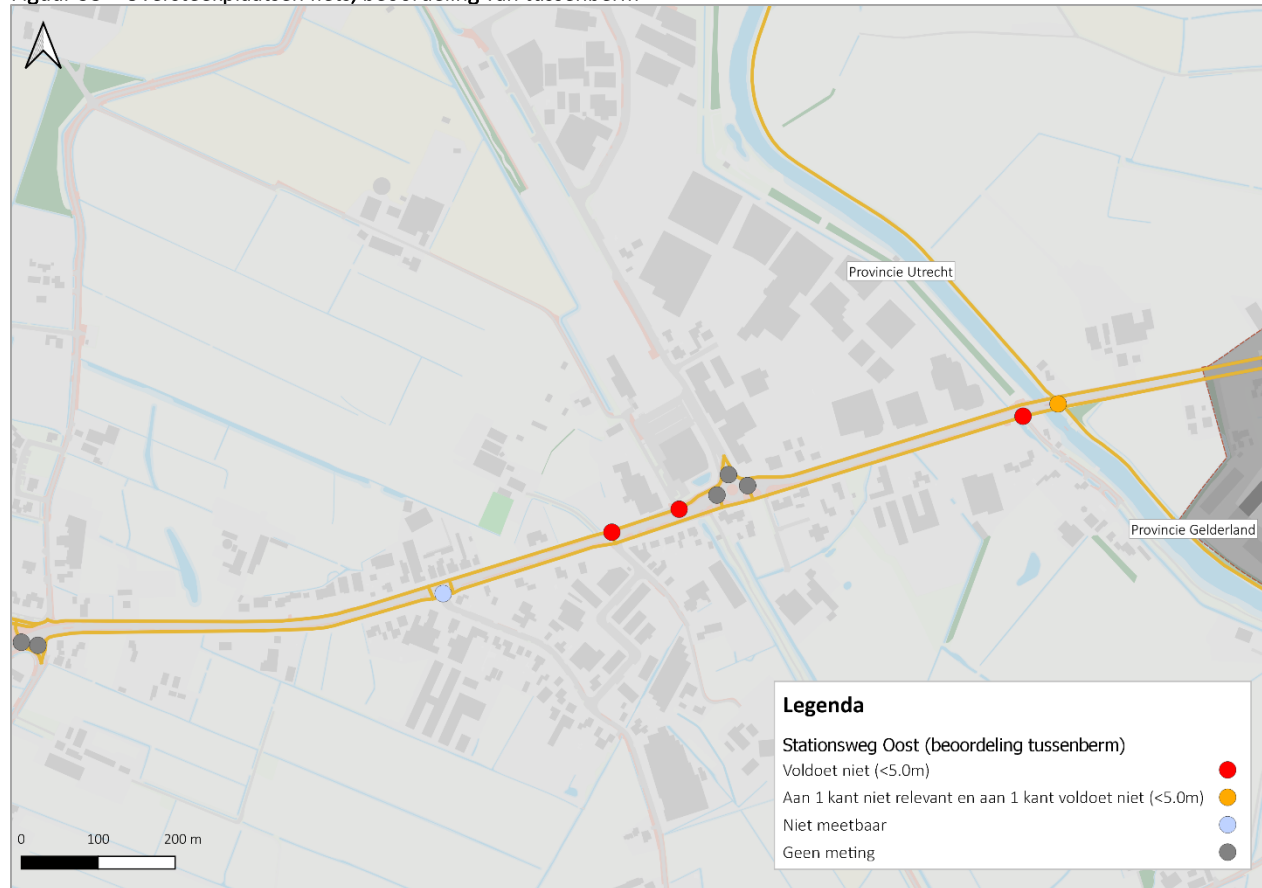 Provincie Utrecht
Provincie Gelderland
Legenda
Stationsweg Oost (beoordeling tussenberm)
Voldoet niet (<5.0m)
Aan 1 kant niet relevant en aan 1 kant voldoet niet (<5.0m)
Niet meetbaar
Geen meting
0 100 200 m